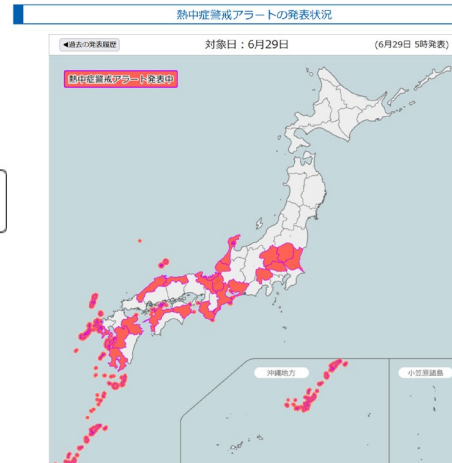 熱中症警戒アラートの発表状況
◀過去の発表履歴
対象日：6月29日
(6月29日 5時発表)
熱中症警戒アラート発表中
沖縄地方
小笠原諸島